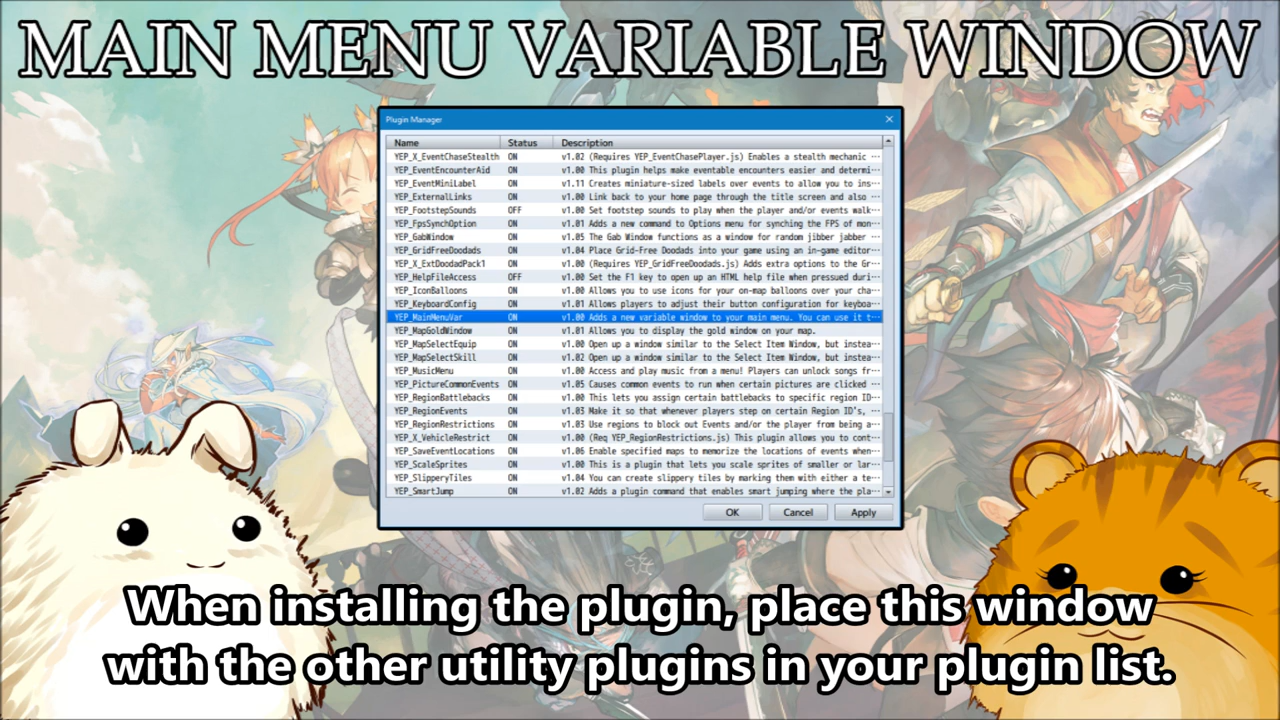 MAIN MENU VARIABLE WINDOW
Plugin Manager
Name Status Description
YEP_X_EventChaseStealth ON v1.02 (Requires YEP_EventChasePlayer.js) Enables a stealth mechanic ...
YEP_EventEncounterAid ON v1.00 This plugin helps make eventable encounters easier and determi...
YEP_EventMiniLabel ON v1.11 Creates miniature-sized labels over events to allow you to ins...
YEP_ExternalLinks ON v1.00 Link back to your home page through the title screen and also ...
YEP_FootstepSounds OFF v1.00 Set footstep sounds to play when the player and/or events walk...
YEP_FpsSynchOption ON v1.01 Adds a new command to Options menu for synching the FPS of mon...
YEP_GabWindow ON v1.05 The Gab Window functions as a window for random jibber jabber ...
YEP_GridFreeDoodads ON v1.04 Place Grid-Free Doodads into your game using an in-game editor...
YEP_X_ExtDoodadPack1 ON v1.00 (Requires YEP_GridFreeDoodads.js) Adds extra options to the Gr...
YEP_HelpFileAccess OFF v1.00 Set the F1 key to open up an HTML help file when pressed duri...
YEP_IconBalloons ON v1.00 Allows you to use icons for your on-map balloons over your cha...
YEP_KeyboardConfig ON v1.01 Allows players to adjust their button configuration for keyboa...
YEP_MainMenuVar ON v1.00 Adds a new variable window to your main menu. You can use it t...
YEP_MapGoldWindow ON v1.01 Allows you to display the gold window on your map.
YEP_MapSelectEquip ON v1.00 Open up a window similar to the Select Item Window, but instea...
YEP_MapSelectSkill ON v1.02 Open up a window similar to the Select Item Window, but instea...
YEP_MusicMenu ON v1.00 Access and play music from a menu! Players can unlock songs fr...
YEP_PictureCommonEvents ON v1.05 Causes common events to run when certain pictures are clicked ...
YEP_RegionBattlebacks ON v1.00 This lets you assign certain battlebacks to specific region ID...
YEP_RegionEvents ON v1.03 Make it so that whenever players step on certain Region ID's, ...
YEP_RegionRestrictions ON v1.03 Use regions to block out Events and/or the player from being a...
YEP_X_VehicleRestrict ON v1.00 (Req YEP_RegionRestrictions.js) This plugin allows you to cont...
YEP_SaveEventLocations ON v1.06 Enable specified maps to memorize the locations of events when...
YEP_ScaleSprites ON v1.00 This is a plugin that lets you scale sprites of smaller or lar...
YEP_SlipperyTiles ON v1.04 You can create slippery tiles by marking them with either a te...
YEP_SmartJump ON v1.02 Adds a plugin command that enables smart jumping where the pla...
OK Cancel Apply
When installing the plugin, place this window
with the other utility plugins in your plugin list.